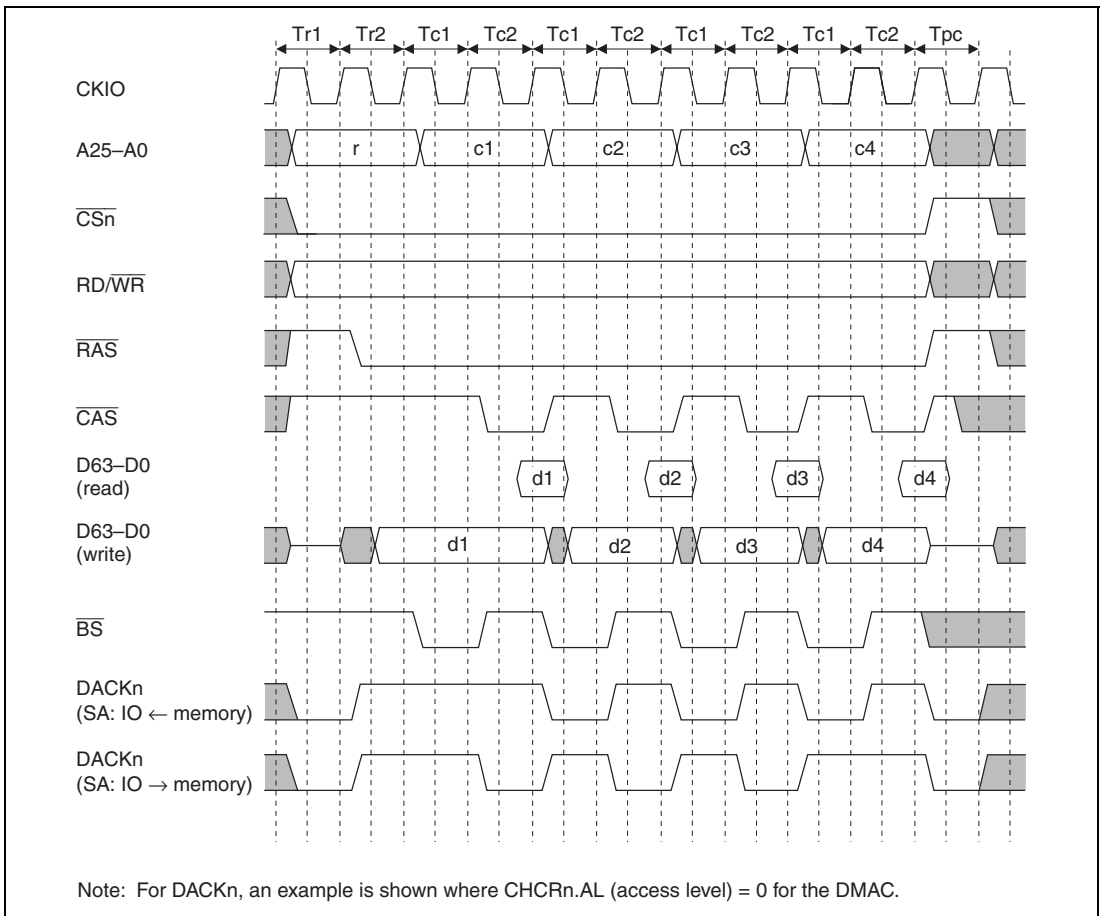 Tr1 Tr2 Tc1 Tc2 Tc1 Tc2 Tc1 Tc2 Tc1 Tc2 Tpc
CKIO
A25–A0 r c1 c2 c3 c4
CSn
RD/WR
RAS
CAS
D63–D0
(read) d1 d2 d3 d4
D63–D0
(write) d1 d2 d3 d4
BS
DACKn
(SA: IO ← memory)
DACKn
(SA: IO → memory)
Note: For DACKn, an example is shown where CHCRn.AL (access level) = 0 for the DMAC.